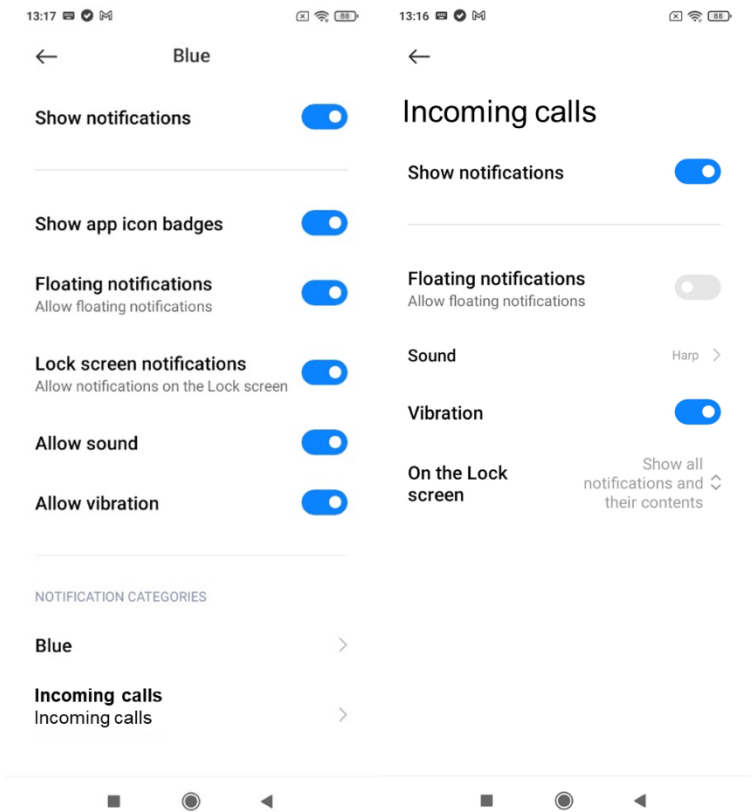 13:17
88
Blue
Show notifications
Show app icon badges
Floating notifications
Allow floating notifications
Lock screen notifications
Allow notifications on the Lock screen
Allow sound
Allow vibration
NOTIFICATION CATEGORIES
Blue
Incoming calls
Incoming calls
13:16
88
Incoming calls
Show notifications
Floating notifications
Allow floating notifications
Sound
Harp
Vibration
On the Lock
screen
Show all
notifications and
their contents